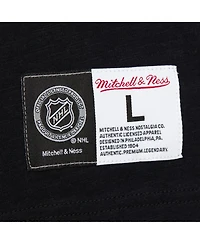 NHL
© NHL
Mitchell & Ness
Mitchell & Ness
L
MITCHELL & NESS NOSTALGIA CO.
AUTHENTIC LICENSED APPAREL
DESIGNED IN PHILADELPHIA, PA
ESTABLISHED 1904
AUTHENTIC.PREMIUM.LEGENDARY.